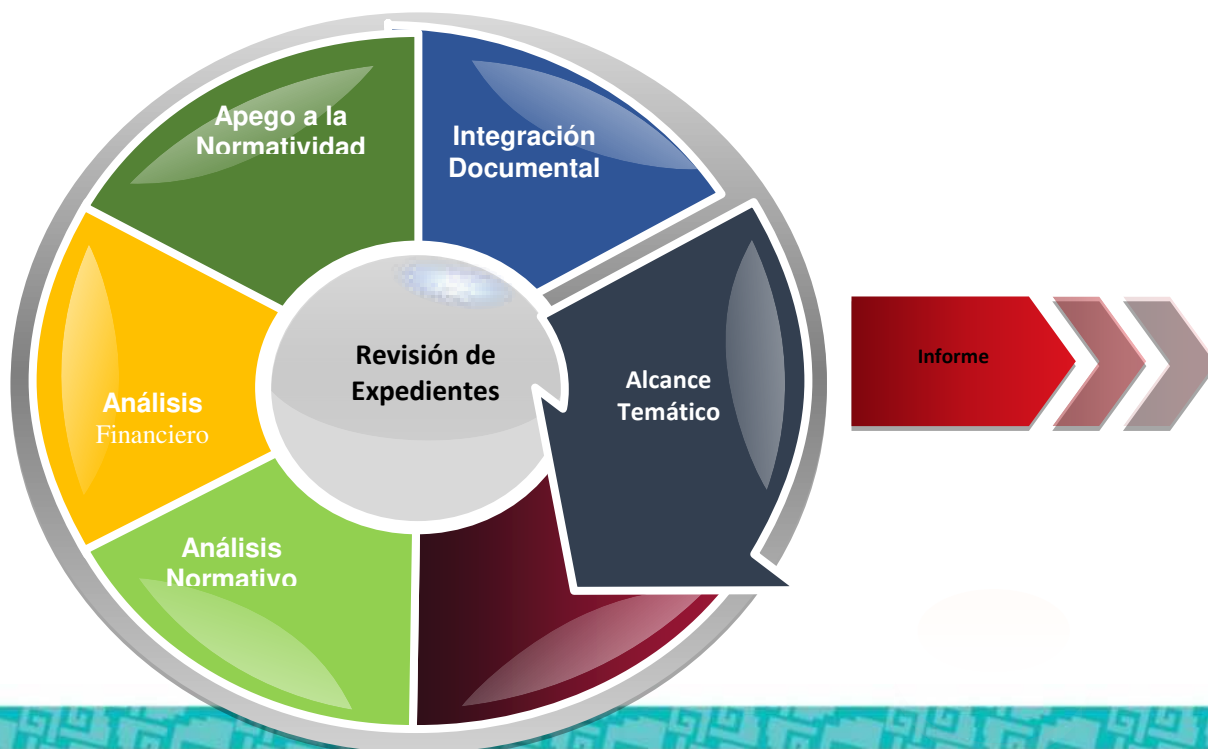 Apego a la
Normatividad
Integración
Documental
Revisión de
Expedientes
Alcance
Temático
Análisis
Financiero
Análisis
Normativo
Informe